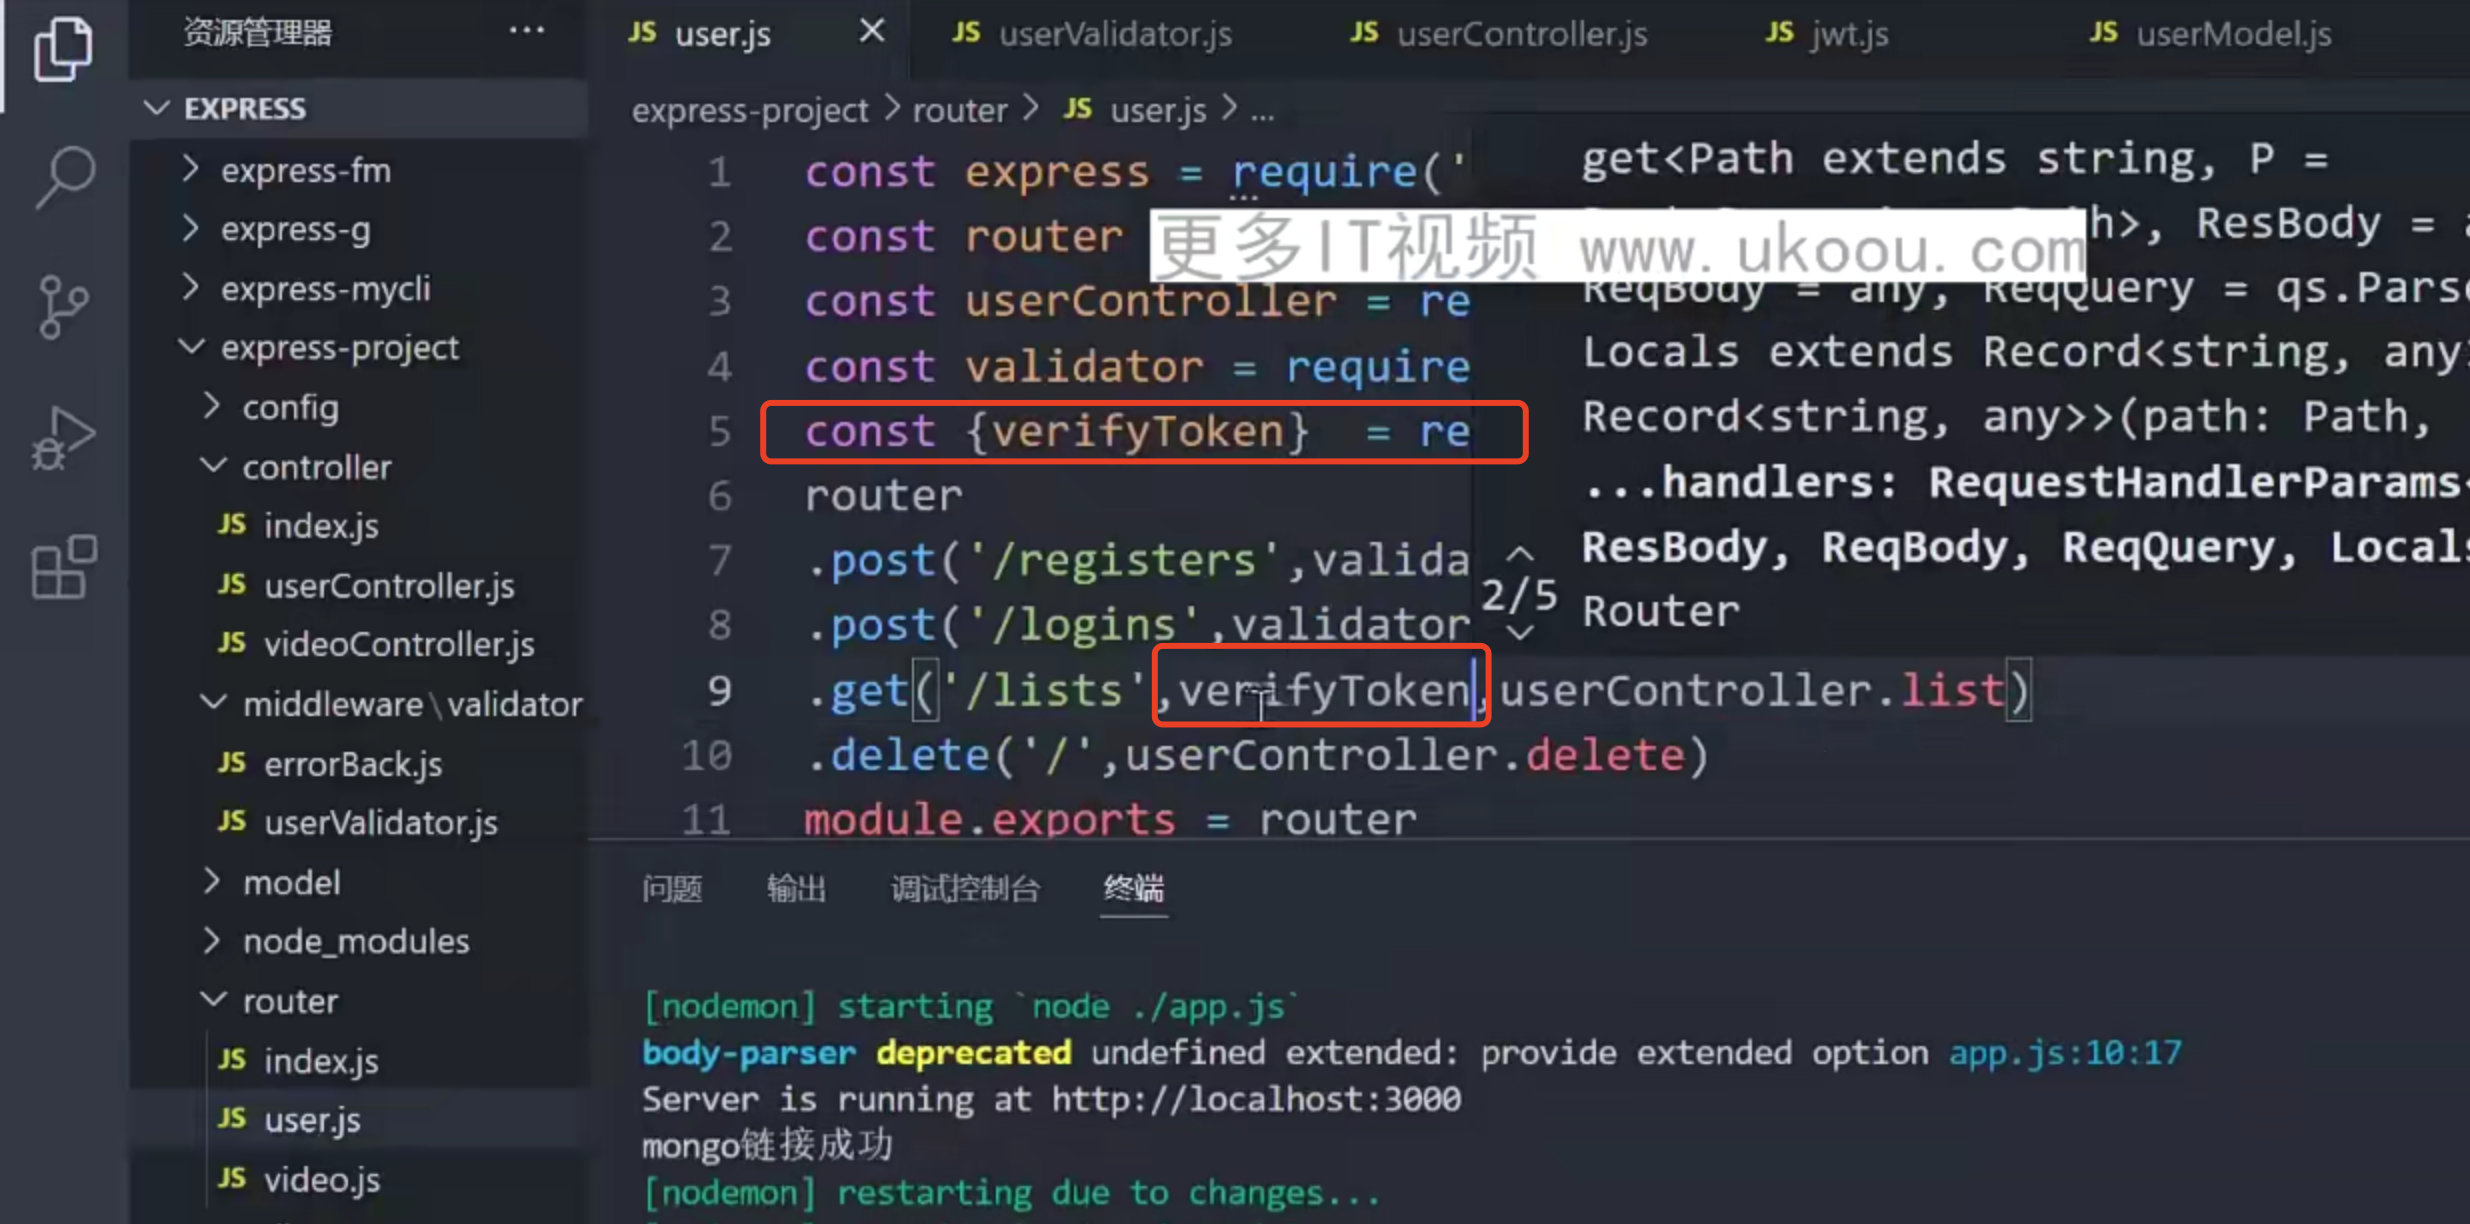 资源管理器 ...
EXPRESS
express-fm
express-g
express-mycli
express-project
config
controller
JS index.js
JS userController.js
JS videoController.js
middleware\validator
JS errorBack.js
JS userValidator.js
model
node_modules
router
JS index.js
JS user.js
JS video.js
JS user.js
JS userValidator.js
JS userController.js
JS jwt.js
JS userModel.js
express-project > router > JS user.js > ...
1 const express = require('
2 const router
3 const userController = re
4 const validator = require
5 const {verifyToken} = re
6 router
7 .post('/registers',valida
8 .post('/logins',validator
9 .get('/lists',verifyToken,userController.list)
10 .delete('/',userController.delete)
11 module.exports = router
更多IT视频 www.ukoou.com
get<Path extends string, P =
h>, ResBody =
ReqBody = any, ReqQuery = qs.Pars
Locals extends Record<string, any
Record<string, any>>(path: Path,
...handlers: RequestHandlerParams
ResBody, ReqBody, ReqQuery, Locals
Router
2/5
问题 输出 调试控制台 终端
[nodemon] starting `node ./app.js`
body-parser deprecated undefined extended: provide extended option app.js:10:17
Server is running at http://localhost:3000
mongo链接成功
[nodemon] restarting due to changes...